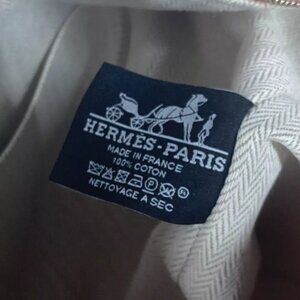 HERMES-PARIS
MADE IN FRANCE
100% COTON
NETTOYAGE A SEC